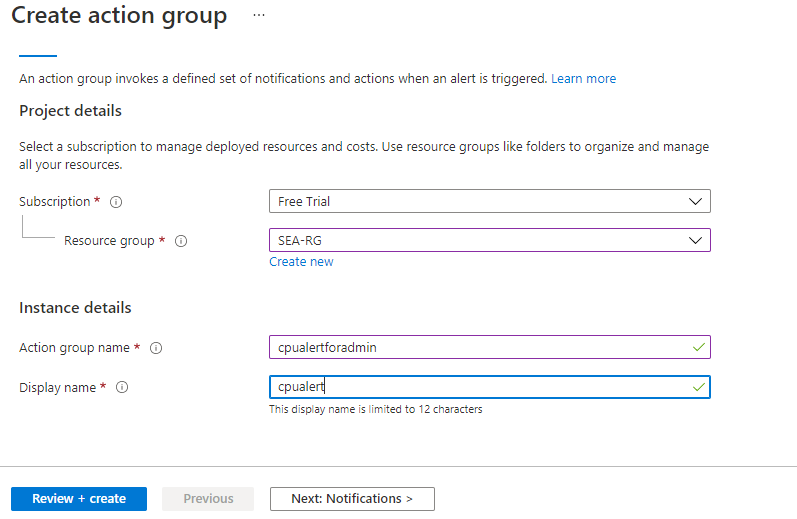 Create action group ...
An action group invokes a defined set of notifications and actions when an alert is triggered. Learn more
Project details
Select a subscription to manage deployed resources and costs. Use resource groups like folders to organize and manage
all your resources.
Subscription * Free Trial
Resource group * SEA-RG
Create new
Instance details
Action group name * cpualertforadmin
Display name * cpualert
This display name is limited to 12 characters
Review + create Previous Next: Notifications >